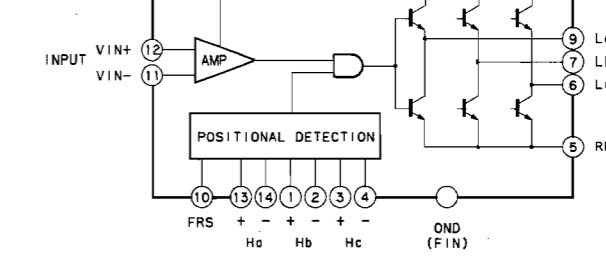 VIN+ 12 9 L
INPUT AMP 7 L
VIN- 11 6 L
POSITIONAL DETECTION 5 R
10 13 14 1 2 3 4
FRS + - + - + - OND
Ha Hb Hc (FIN)